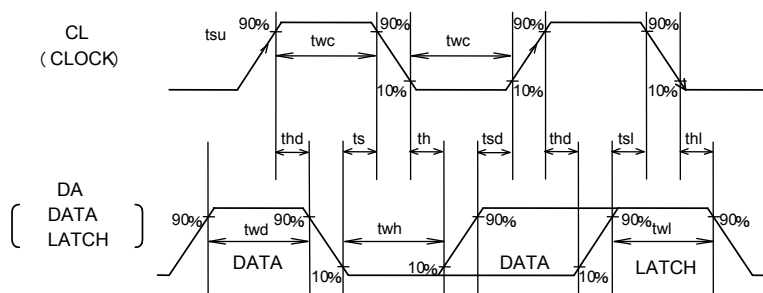 CL
(CLOCK)
tsu
90%
90%
90%
90%
twc
twc
10%
10%
10%
thd
ts
th
tsd
thd
tsl
thl
DA
DATA
LATCH
90%
90%
90%
90%
90%
twd
twh
twl
DATA
10%
10%
DATA
10%
LATCH